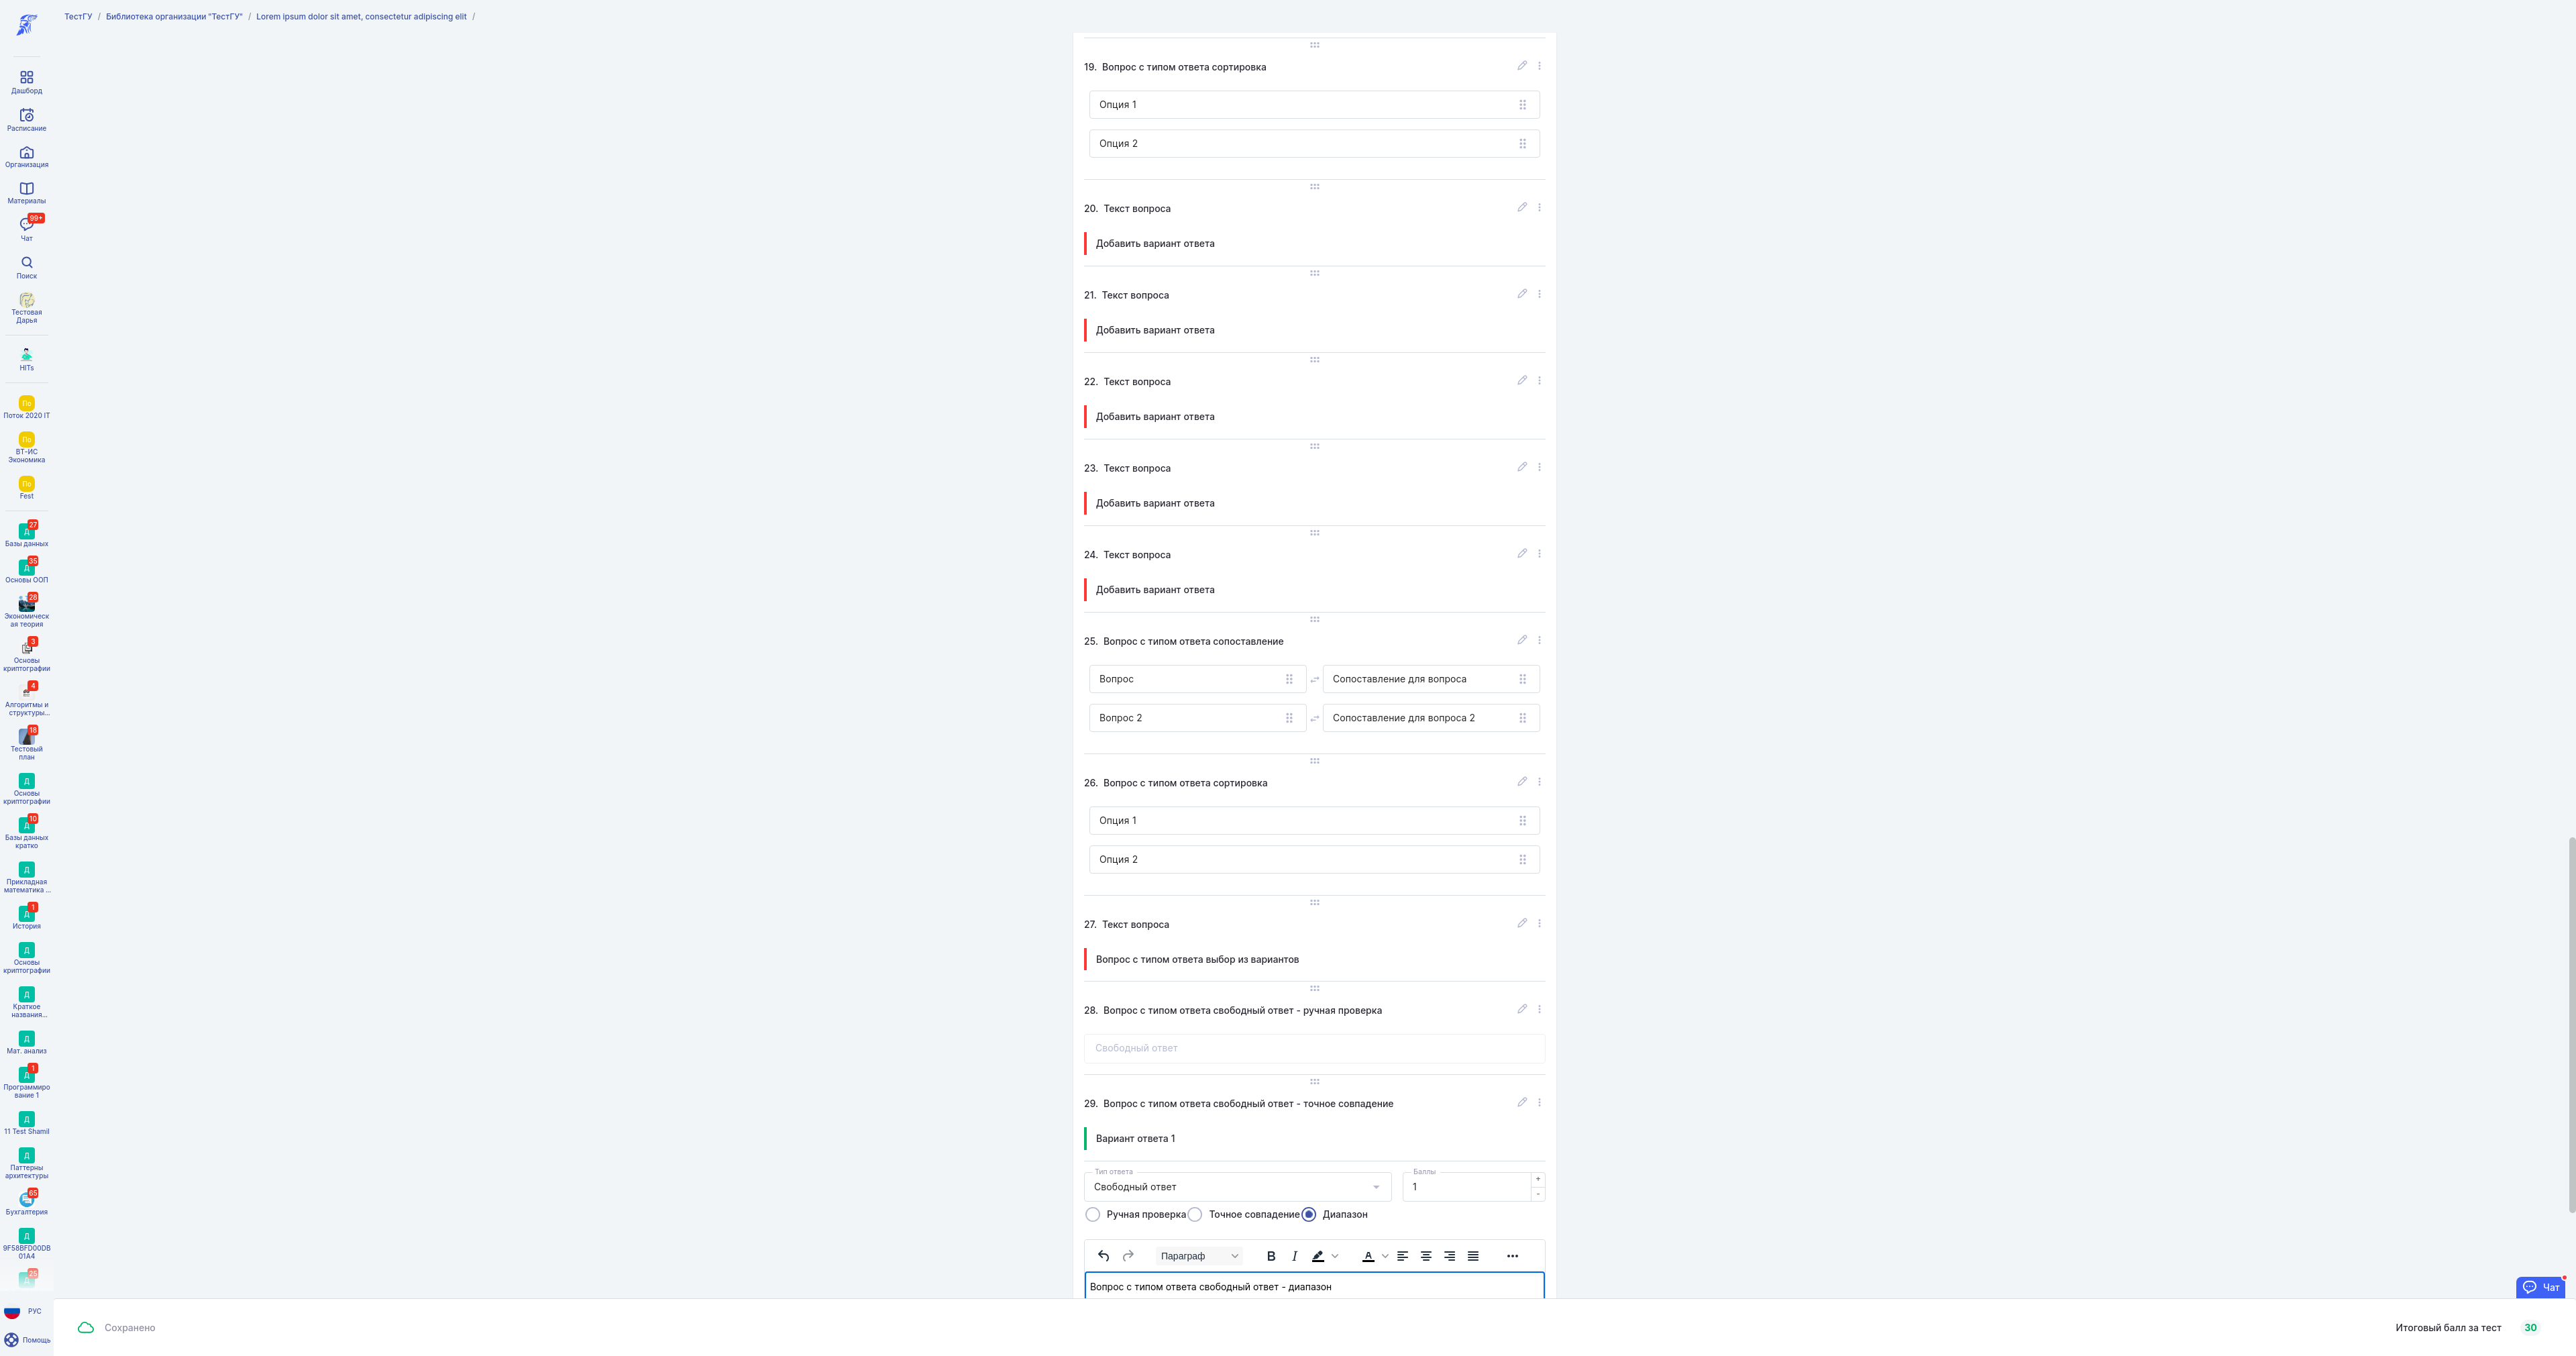 ТестГУ / Библиотека организации "ТестГУ" / Lorem ipsum dolor sit amet, consectetur adipiscing elit /
Дашборд
Расписание
Организация
Материалы
99+
Чат
Поиск
Тестовая
Дарья
HITs
По
Поток 2020 IT
По
ВТ-ИС
Экономика
По
Fest
27
Д
Базы данных
35
Д
Основы ООП
28
Экономическ
ая теория
3
Основы
криптографии
4
Алгоритмы и
структуры...
18
Тестовый
план
Д
Основы
криптографии
10
Д
Базы данных
кратко
Д
Прикладная
математика ...
1
Д
История
Д
Основы
криптографии
Д
Краткое
названия...
Д
Мат. анализ
1
Д
Программиро
вание 1
Д
11 Test Shamil
Д
Паттерны
архитектуры
65
Бухгалтерия
Д
9F58BFD00DB
01A4
25
Д
РУС
Помощь
19. Вопрос с типом ответа сортировка
Опция 1
Опция 2
20. Текст вопроса
Добавить вариант ответа
21. Текст вопроса
Добавить вариант ответа
22. Текст вопроса
Добавить вариант ответа
23. Текст вопроса
Добавить вариант ответа
24. Текст вопроса
Добавить вариант ответа
25. Вопрос с типом ответа сопоставление
Вопрос Сопоставление для вопроса
Вопрос 2 Сопоставление для вопроса 2
26. Вопрос с типом ответа сортировка
Опция 1
Опция 2
27. Текст вопроса
Вопрос с типом ответа выбор из вариантов
28. Вопрос с типом ответа свободный ответ - ручная проверка
Свободный ответ
29. Вопрос с типом ответа свободный ответ - точное совпадение
Вариант ответа 1
Тип ответа Баллы
Свободный ответ 1 + -
Ручная проверка Точное совпадение Диапазон
Параграф B I A
Вопрос с типом ответа свободный ответ - диапазон
Чат
Сохранено Итоговый балл за тест 30